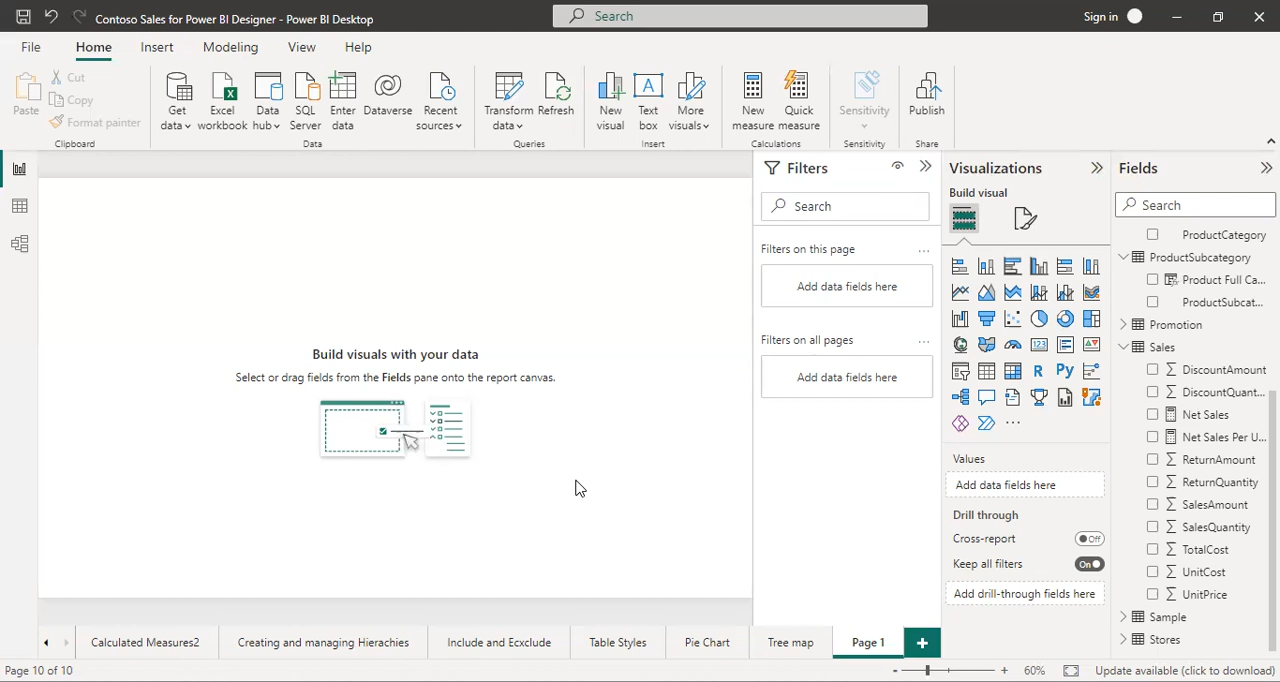 Contoso Sales for Power BI Designer - Power BI Desktop
Search
Sign in
File
Home
Insert
Modeling
View
Help
Paste
Cut
Copy
Format painter
Clipboard
Get data
Excel workbook
Data hub
SQL Server
Enter data
Dataverse
Recent sources
Data
Transform data
Refresh
Queries
New visual
Text box
More visuals
Insert
New measure
Quick measure
Calculations
Sensitivity
Sensitivity
Publish
Share
Build visuals with your data
Select or drag fields from the Fields pane onto the report canvas.
Filters
Search
Filters on this page
...
Add data fields here
Filters on all pages
...
Add data fields here
Visualizations
Build visual
123
R
Py
...
Values
Add data fields here
Drill through
Cross-report
Off
Keep all filters
On
Add drill-through fields here
Fields
Search
ProductCategory
ProductSubcategory
Product Full Ca...
ProductSubcat...
Promotion
Sales
DiscountAmount
DiscountQuant...
Net Sales
Net Sales Per U...
ReturnAmount
ReturnQuantity
SalesAmount
SalesQuantity
TotalCost
UnitCost
UnitPrice
Sample
Stores
Calculated Measures2
Creating and managing Hierachies
Include and Ecxclude
Table Styles
Pie Chart
Tree map
Page 1
+
Page 10 of 10
- + 60%
Update available (click to download)